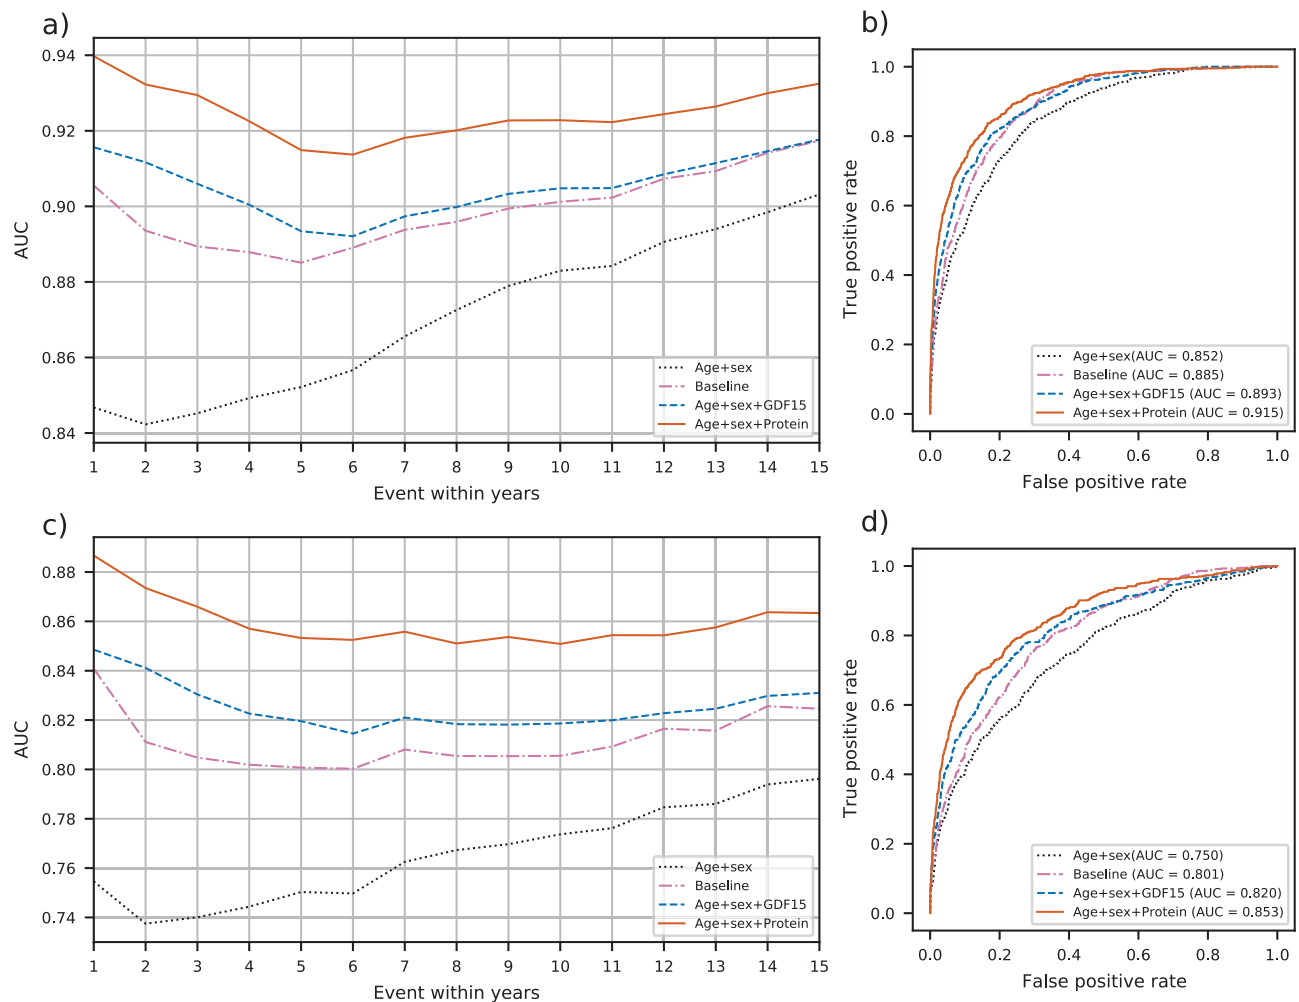 a)
0.94
0.92
0.90
0.88
0.86
0.84
AUC
1 2 3 4 5 6 7 8 9 10 11 12 13 14 15
Event within years
Age+sex
Baseline
Age+sex+GDF15
Age+sex+Protein
b)
1.0
0.8
0.6
0.4
0.2
0.0
True positive rate
0.0 0.2 0.4 0.6 0.8 1.0
False positive rate
Age+sex(AUC = 0.852)
Baseline (AUC = 0.885)
Age+sex+GDF15 (AUC = 0.893)
Age+sex+Protein (AUC = 0.915)
c)
0.88
0.86
0.84
0.82
0.80
0.78
0.76
0.74
AUC
1 2 3 4 5 6 7 8 9 10 11 12 13 14 15
Event within years
Age+sex
Baseline
Age+sex+GDF15
Age+sex+Protein
d)
1.0
0.8
0.6
0.4
0.2
0.0
True positive rate
0.0 0.2 0.4 0.6 0.8 1.0
False positive rate
Age+sex(AUC = 0.750)
Baseline (AUC = 0.801)
Age+sex+GDF15 (AUC = 0.820)
Age+sex+Protein (AUC = 0.853)